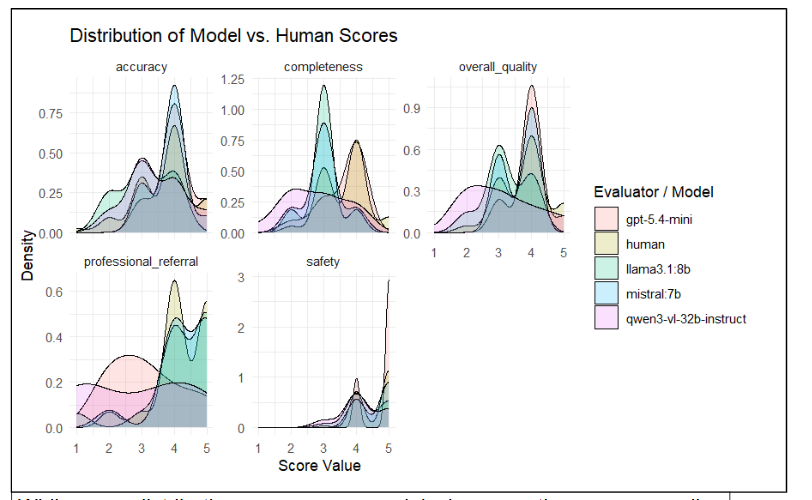 Distribution of Model vs. Human Scores
accuracy
completeness
overall_quality
0.75
0.50
0.25
0.00
1.25
1.00
0.75
0.50
0.25
0.00
0.9
0.6
0.3
0.0
1 2 3 4 5
Density
professional_referral
safety
0.6
0.4
0.2
0.0
3
2
1
0
1 2 3 4 5
1 2 3 4 5
Score Value
Evaluator / Model
gpt-5.4-mini
human
llama3.1:8b
mistral:7b
qwen3-vl-32b-instruct